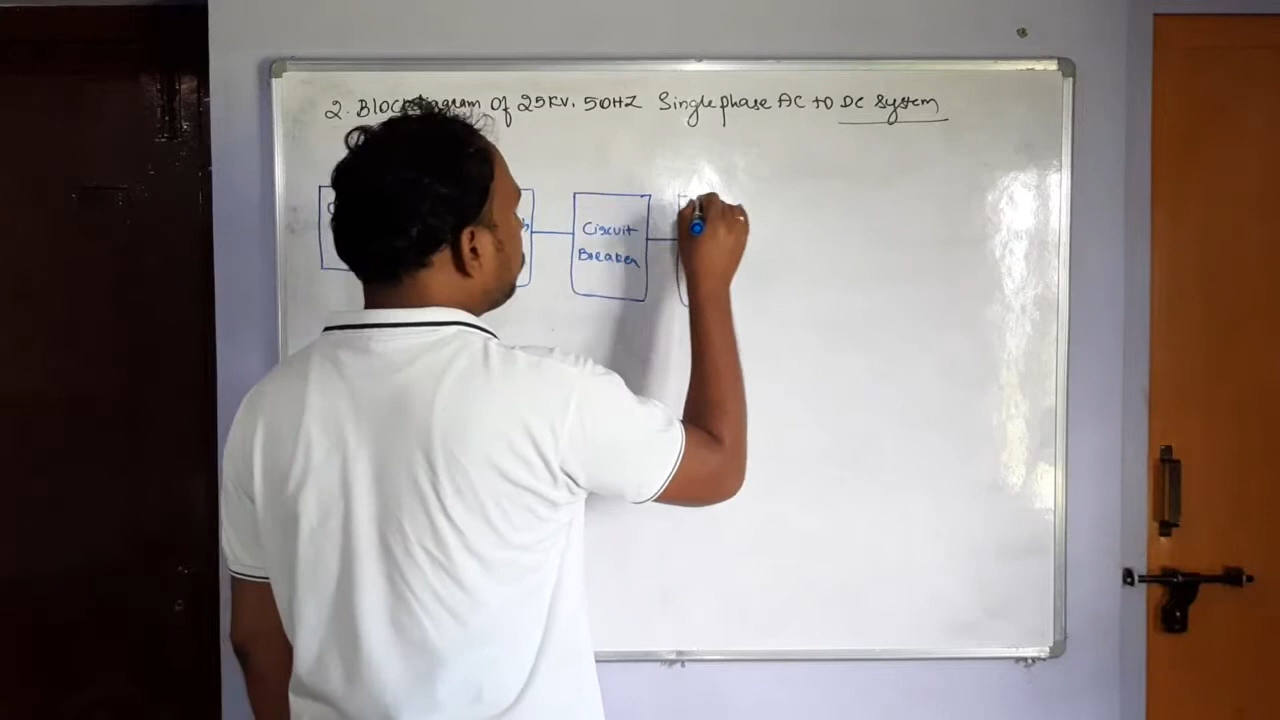 2. Block diagram Of 25KV, 50HZ Single phase AC to DC System
Circuit
Breaker